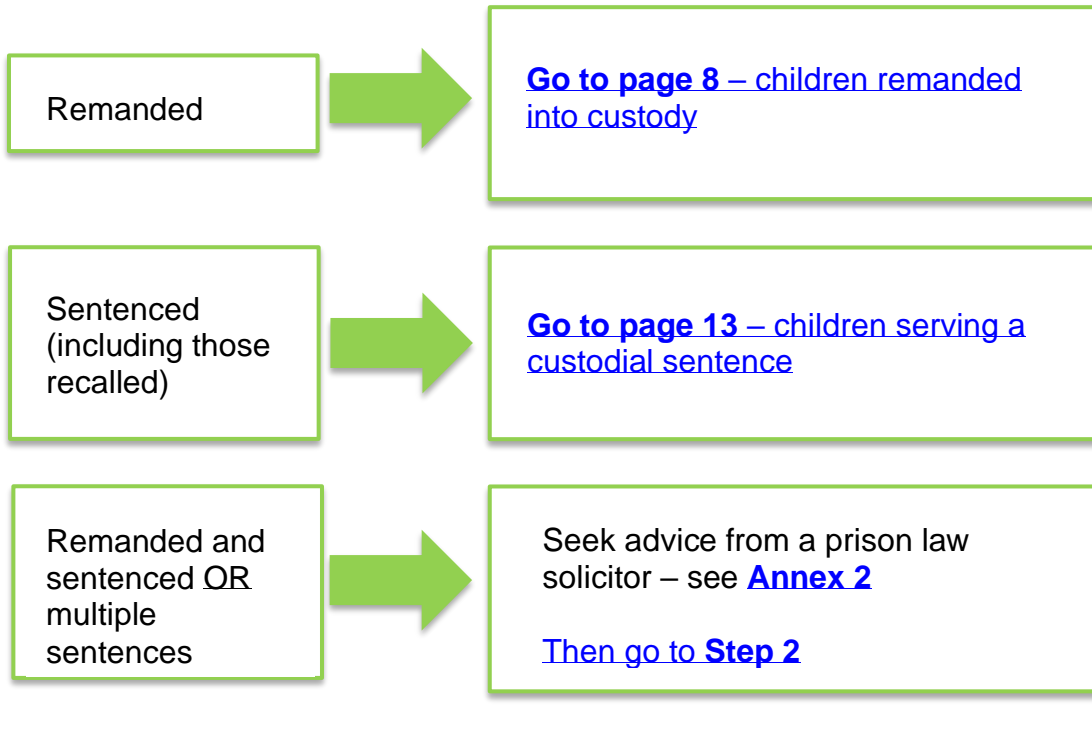 Remanded
Go to page 8 – children remanded
into custody
Sentenced
(including those
recalled)
Go to page 13 – children serving a
custodial sentence
Remanded and
sentenced OR
multiple
sentences
Seek advice from a prison law
solicitor – see Annex 2
Then go to Step 2